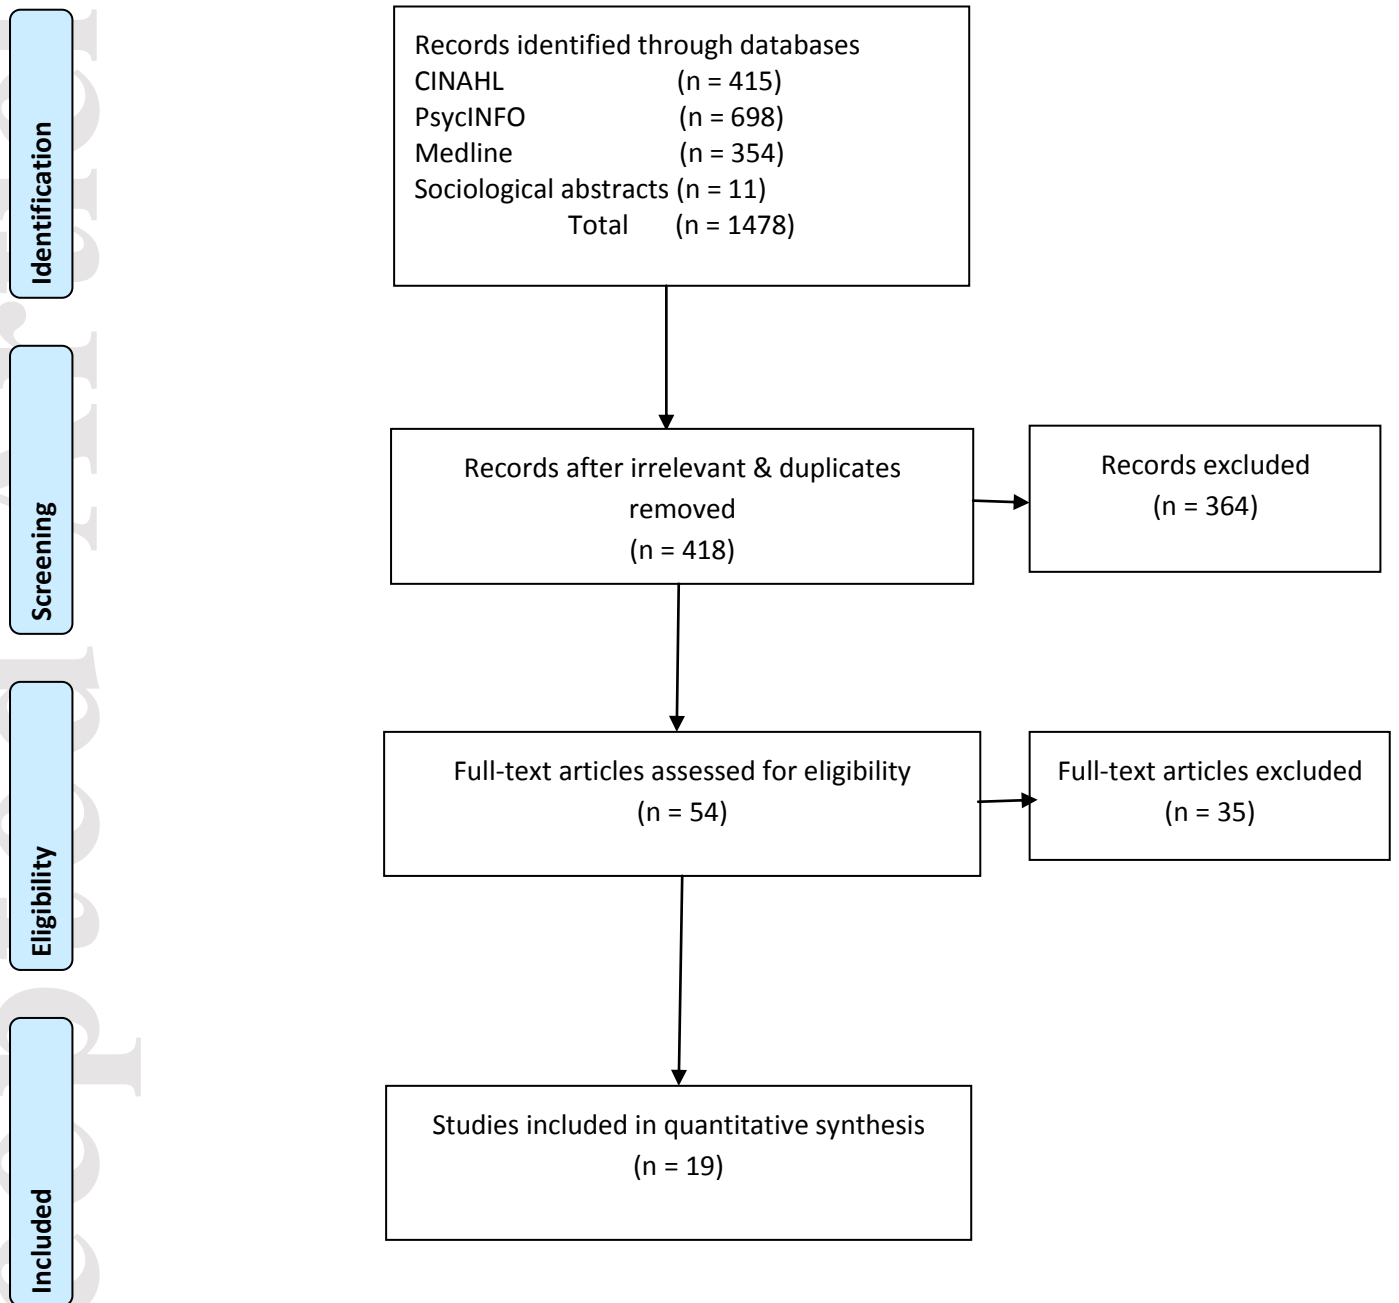 Identification
Records identified through databases
CINAHL (n = 415)
PsycINFO (n = 698)
Medline (n = 354)
Sociological abstracts (n = 11)
Total (n = 1478)
Screening
Records after irrelevant & duplicates
removed
(n = 418)
Records excluded
(n = 364)
Eligibility
Full-text articles assessed for eligibility
(n = 54)
Full-text articles excluded
(n = 35)
Included
Studies included in quantitative synthesis
(n = 19)